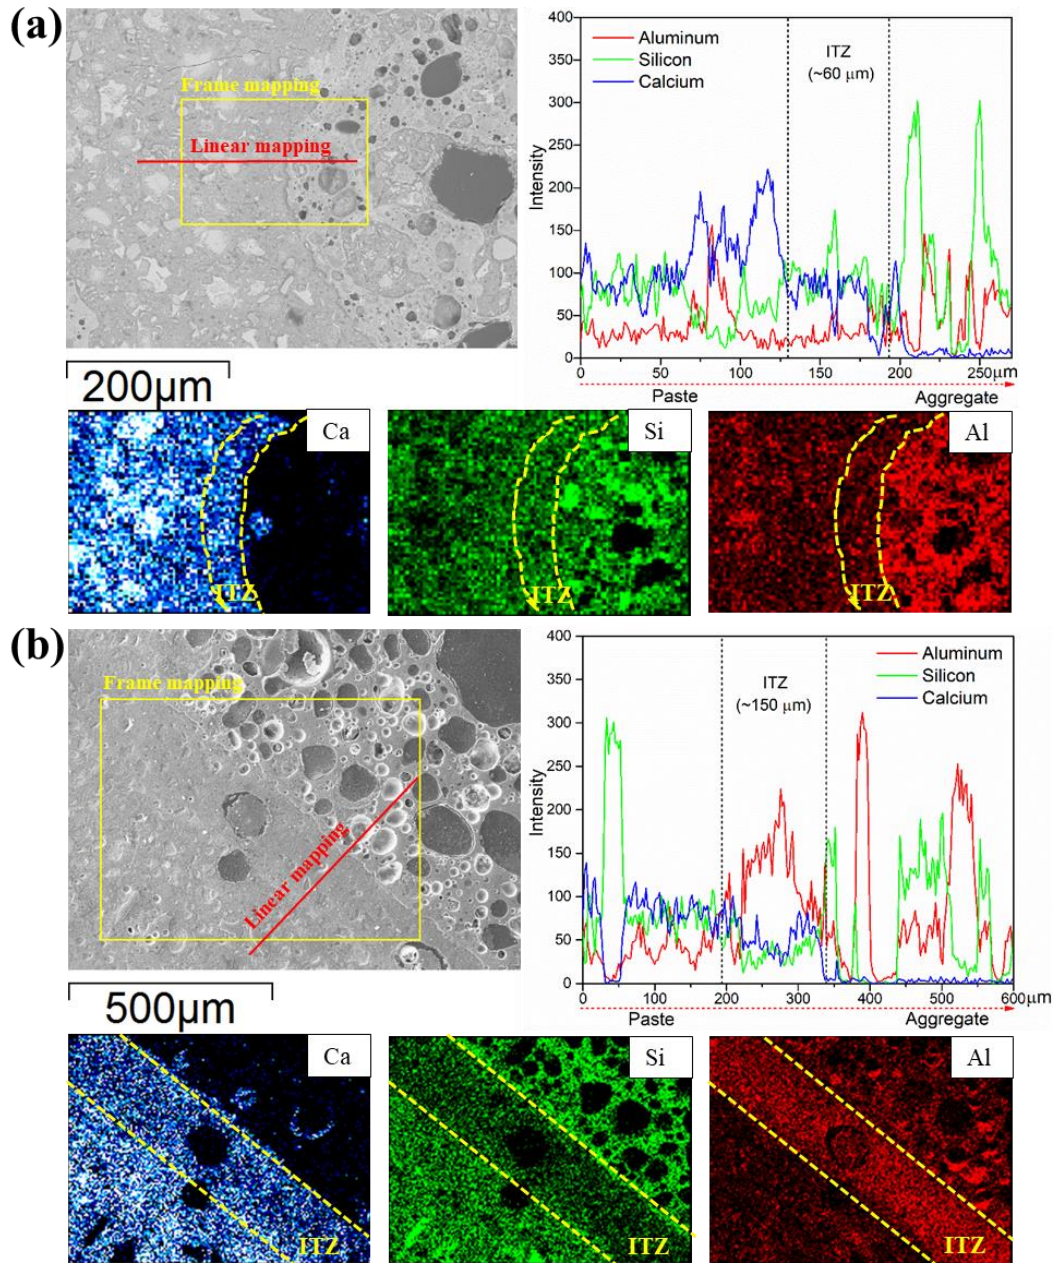 (a)
Frame mapping
Linear mapping
200μm
400
350
300
250
200
150
100
50
0
Intensity
Aluminum
Silicon
Calcium
ITZ
(~60 μm)
0 50 100 150 200 250μm
Paste Aggregate
Ca
ITZ
Si
ITZ
Al
ITZ
(b)
Frame mapping
Linear mapping
500μm
400
350
300
250
200
150
100
50
0
Intensity
ITZ
(~150 μm)
Aluminum
Silicon
Calcium
0 100 200 300 400 500 600μm
Paste Aggregate
Ca
ITZ
Si
ITZ
Al
ITZ